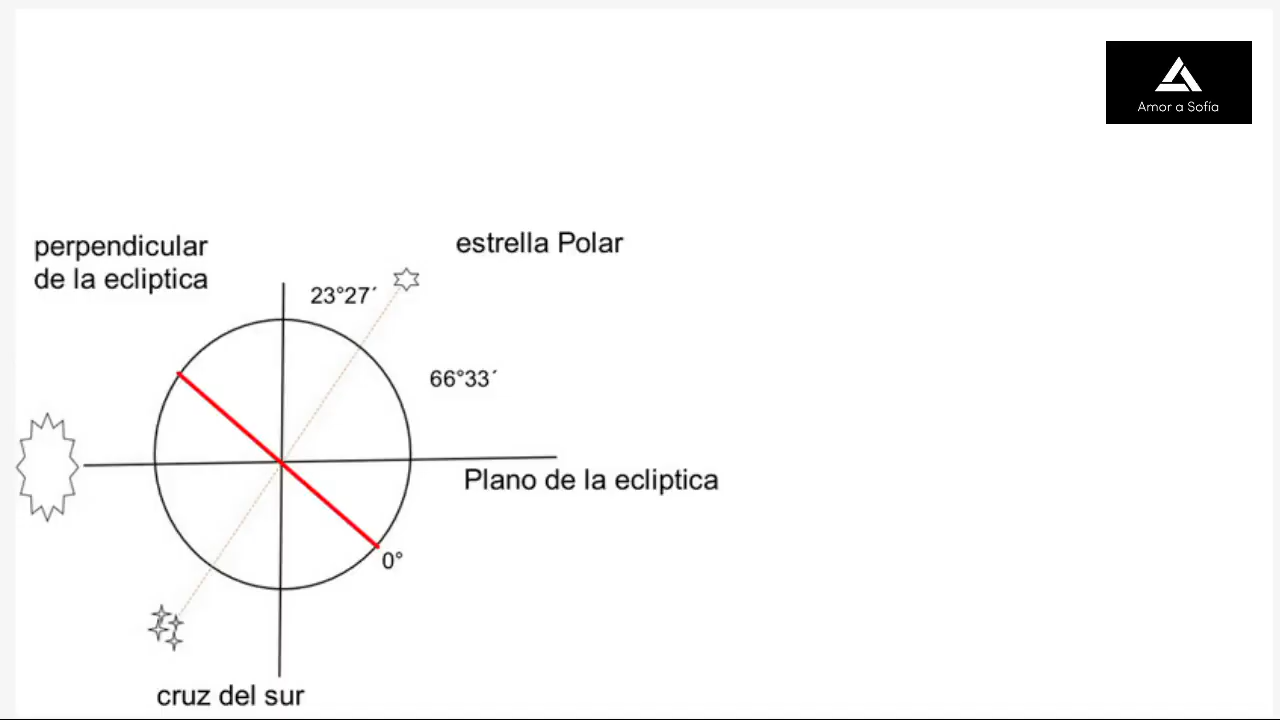 Amor a Sofía
perpendicular
de la ecliptica
estrella Polar
23°27´
66°33´
Plano de la ecliptica
0°
cruz del sur